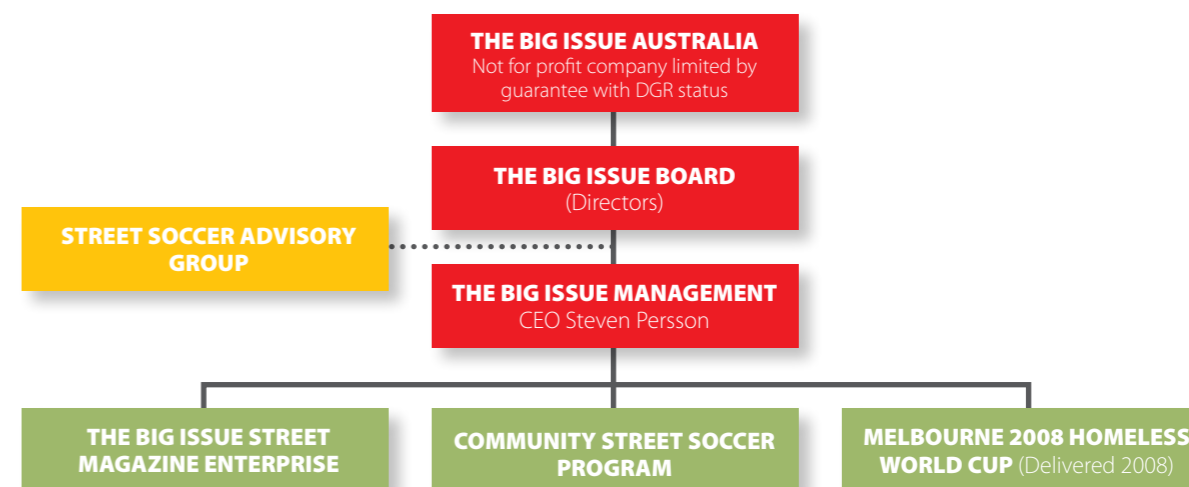 THE BIG ISSUE AUSTRALIA
Not for profit company limited by
guarantee with DGR status
THE BIG ISSUE BOARD
(Directors)
STREET SOCCER ADVISORY
GROUP
THE BIG ISSUE MANAGEMENT
CEO Steven Persson
THE BIG ISSUE STREET
MAGAZINE ENTERPRISE
COMMUNITY STREET SOCCER
PROGRAM
MELBOURNE 2008 HOMELESS
WORLD CUP (Delivered 2008)